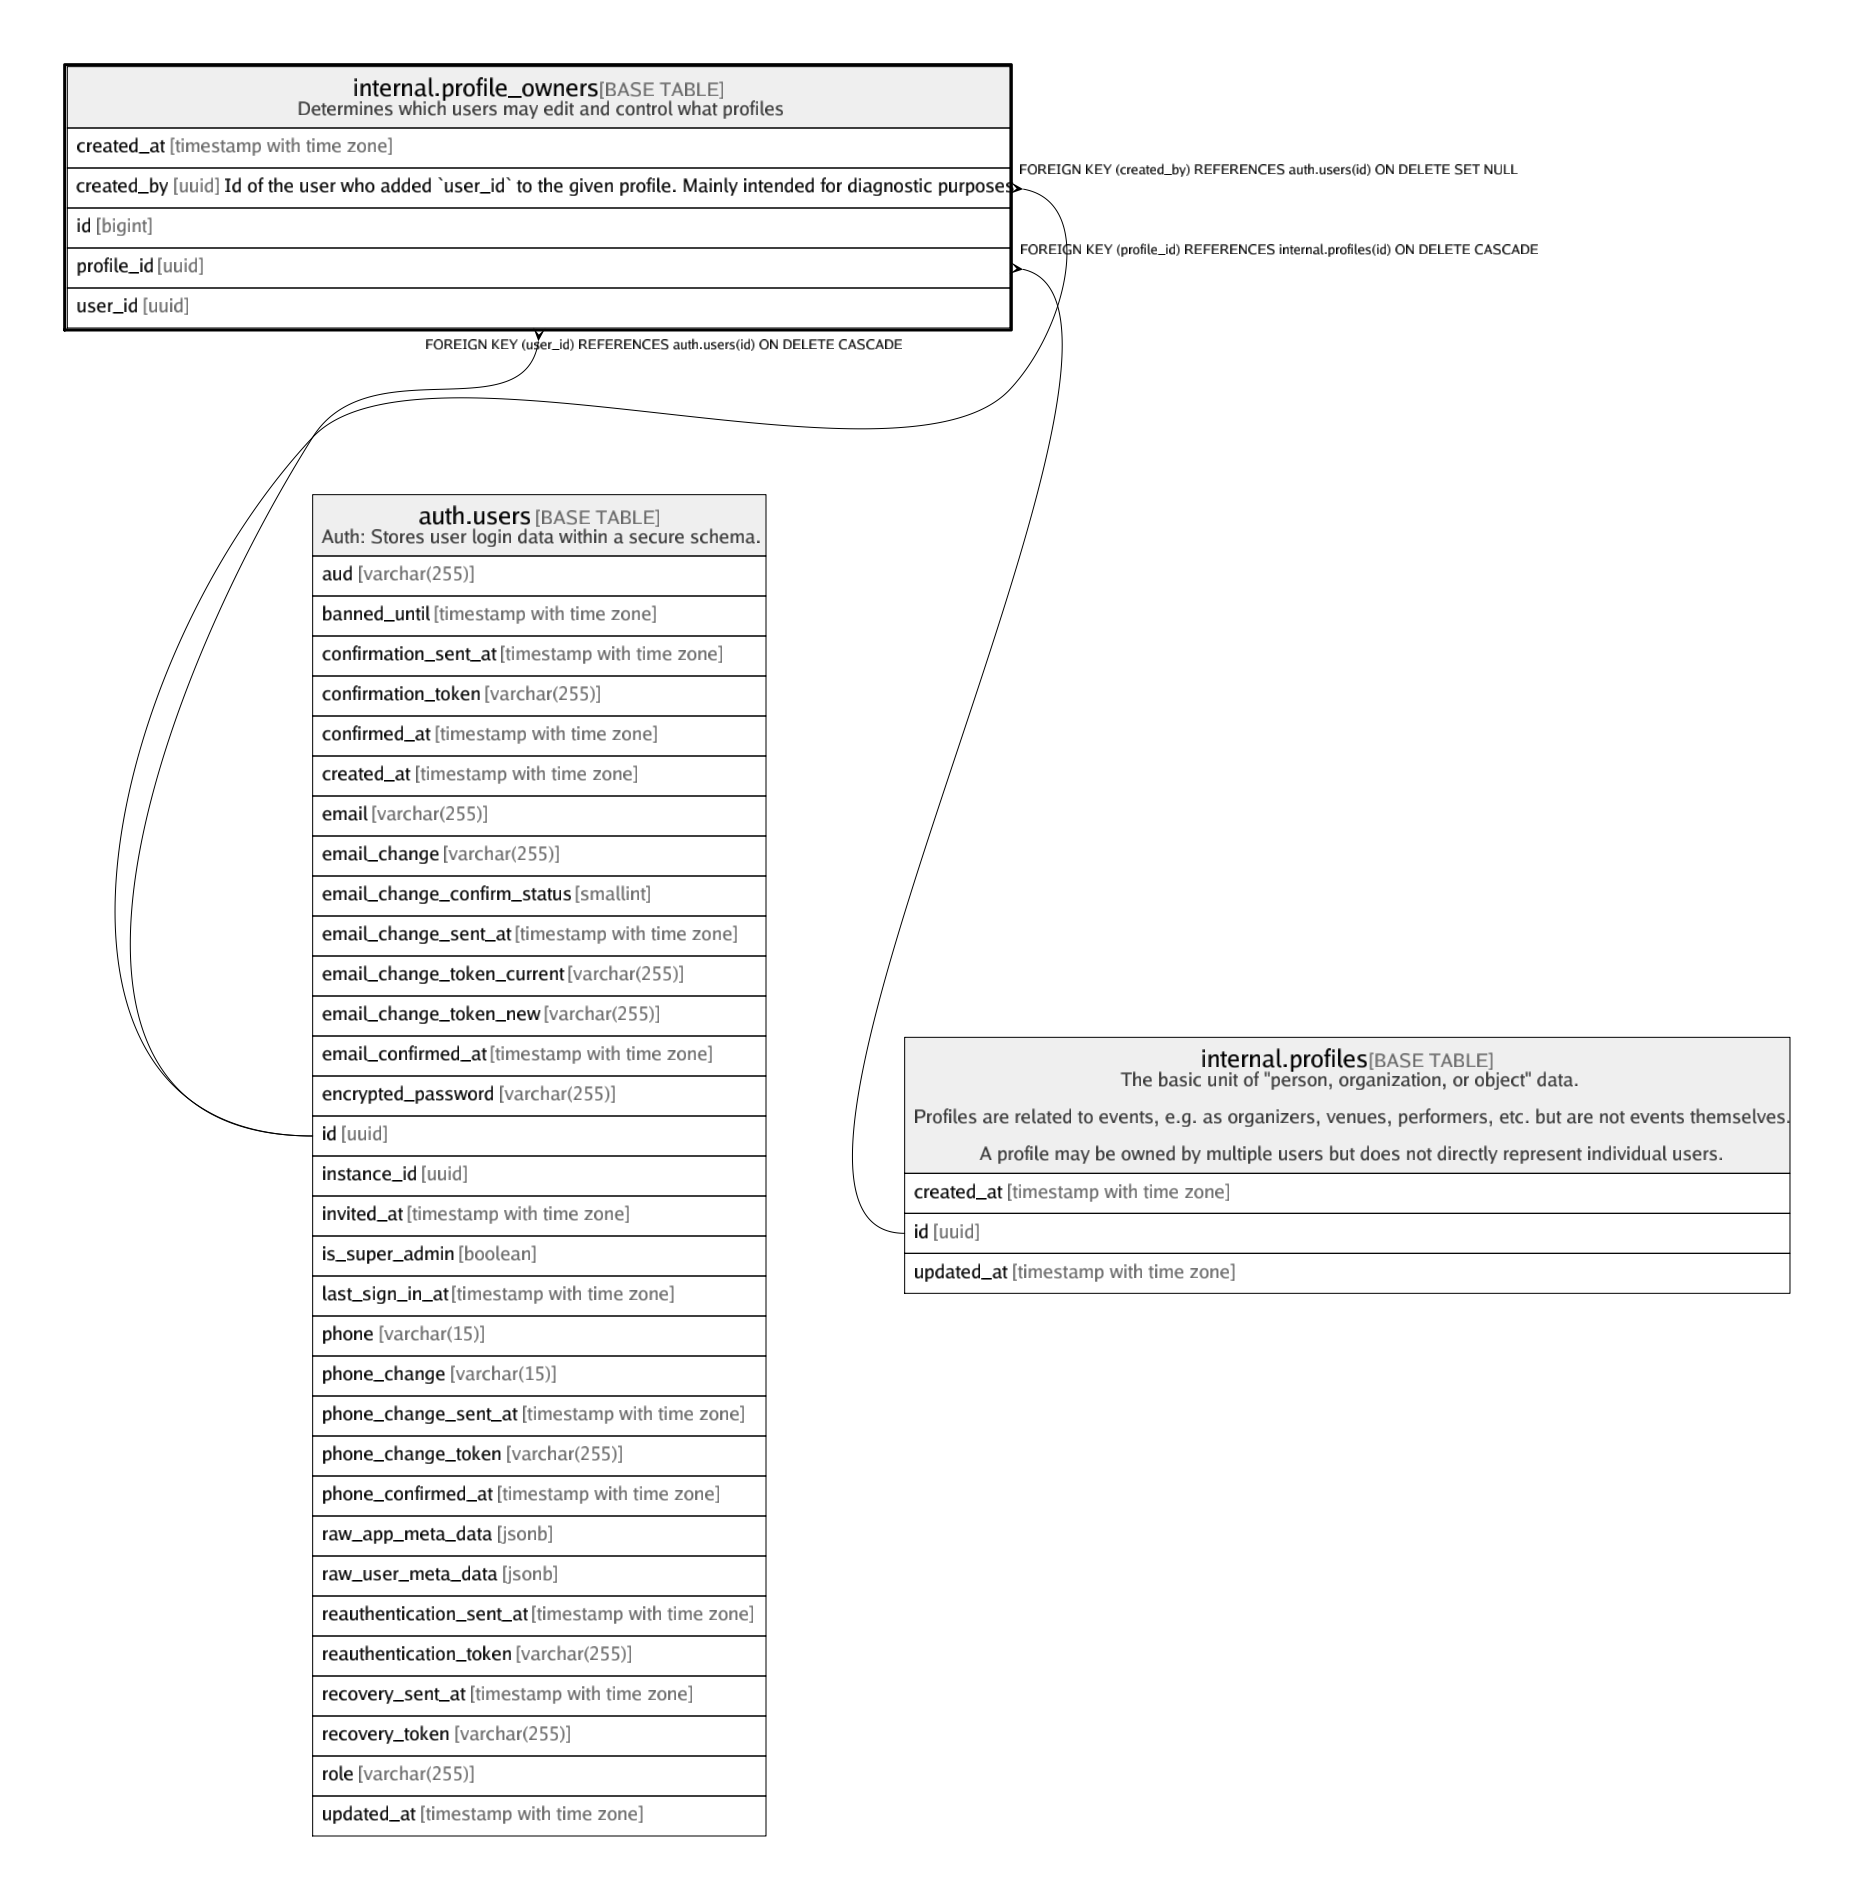 internal.profile_owners[BASE TABLE]
Determines which users may edit and control what profiles
created_at [timestamp with time zone]
created_by [uuid] Id of the user who added `user_id` to the given profile. Mainly intended for diagnostic purposes
id [bigint]
profile_id [uuid]
user_id [uuid]
FOREIGN KEY (created_by) REFERENCES auth.users(id) ON DELETE SET NULL
FOREIGN KEY (profile_id) REFERENCES internal.profiles(id) ON DELETE CASCADE
FOREIGN KEY (user_id) REFERENCES auth.users(id) ON DELETE CASCADE
auth.users [BASE TABLE]
Auth: Stores user login data within a secure schema.
aud [varchar(255)]
banned_until [timestamp with time zone]
confirmation_sent_at [timestamp with time zone]
confirmation_token [varchar(255)]
confirmed_at [timestamp with time zone]
created_at [timestamp with time zone]
email [varchar(255)]
email_change [varchar(255)]
email_change_confirm_status [smallint]
email_change_sent_at [timestamp with time zone]
email_change_token_current [varchar(255)]
email_change_token_new [varchar(255)]
email_confirmed_at [timestamp with time zone]
encrypted_password [varchar(255)]
id [uuid]
instance_id [uuid]
invited_at [timestamp with time zone]
is_super_admin [boolean]
last_sign_in_at [timestamp with time zone]
phone [varchar(15)]
phone_change [varchar(15)]
phone_change_sent_at [timestamp with time zone]
phone_change_token [varchar(255)]
phone_confirmed_at [timestamp with time zone]
raw_app_meta_data [jsonb]
raw_user_meta_data [jsonb]
reauthentication_sent_at [timestamp with time zone]
reauthentication_token [varchar(255)]
recovery_sent_at [timestamp with time zone]
recovery_token [varchar(255)]
role [varchar(255)]
updated_at [timestamp with time zone]
internal.profiles[BASE TABLE]
The basic unit of "person, organization, or object" data.
Profiles are related to events, e.g. as organizers, venues, performers, etc. but are not events themselves.
A profile may be owned by multiple users but does not directly represent individual users.
created_at [timestamp with time zone]
id [uuid]
updated_at [timestamp with time zone]